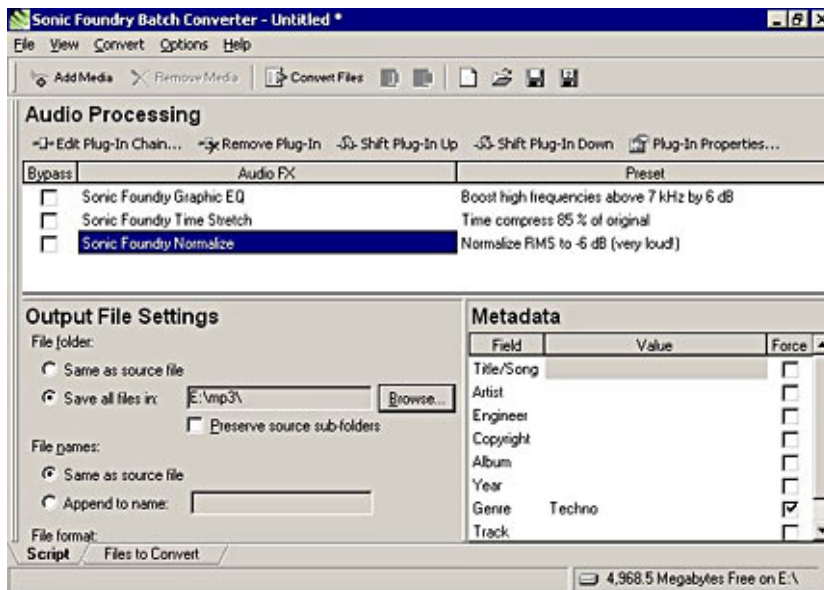 Sonic Foundry Batch Converter - Untitled *
File View Convert Options Help
Add Media Remove Media Convert Files
Audio Processing
Edit Plug-In Chain... Remove Plug-In Shift Plug-In Up Shift Plug-In Down Plug-In Properties...
Bypass Audio FX Preset
Sonic Foundry Graphic EQ Boost high frequencies above 7 kHz by 6 dB
Sonic Foundry Time Stretch Time compress 85 % of original
Sonic Foundry Normalize Normalize RMS to -6 dB (very loud!)
Output File Settings
File folder:
Same as source file
Save all files in: E:\mp3\ Browse...
Preserve source sub-folders
File names:
Same as source file
Append to name:
File format:
Metadata
Field Value Force
Title/Song
Artist
Engineer
Copyright
Album
Year
Genre Techno
Track
Script Files to Convert
4,968.5 Megabytes Free on E:\